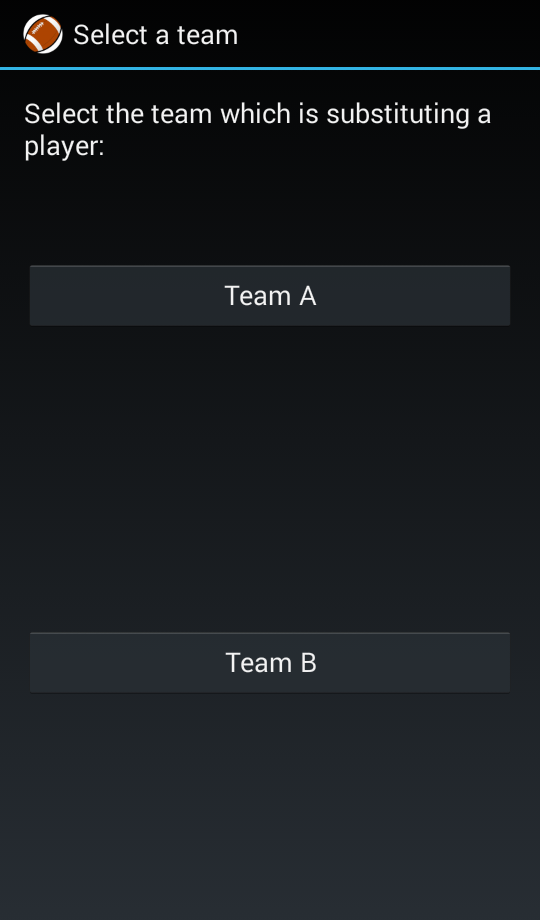 Select a team
Select the team which is substituting a
player:
Team A
Team B